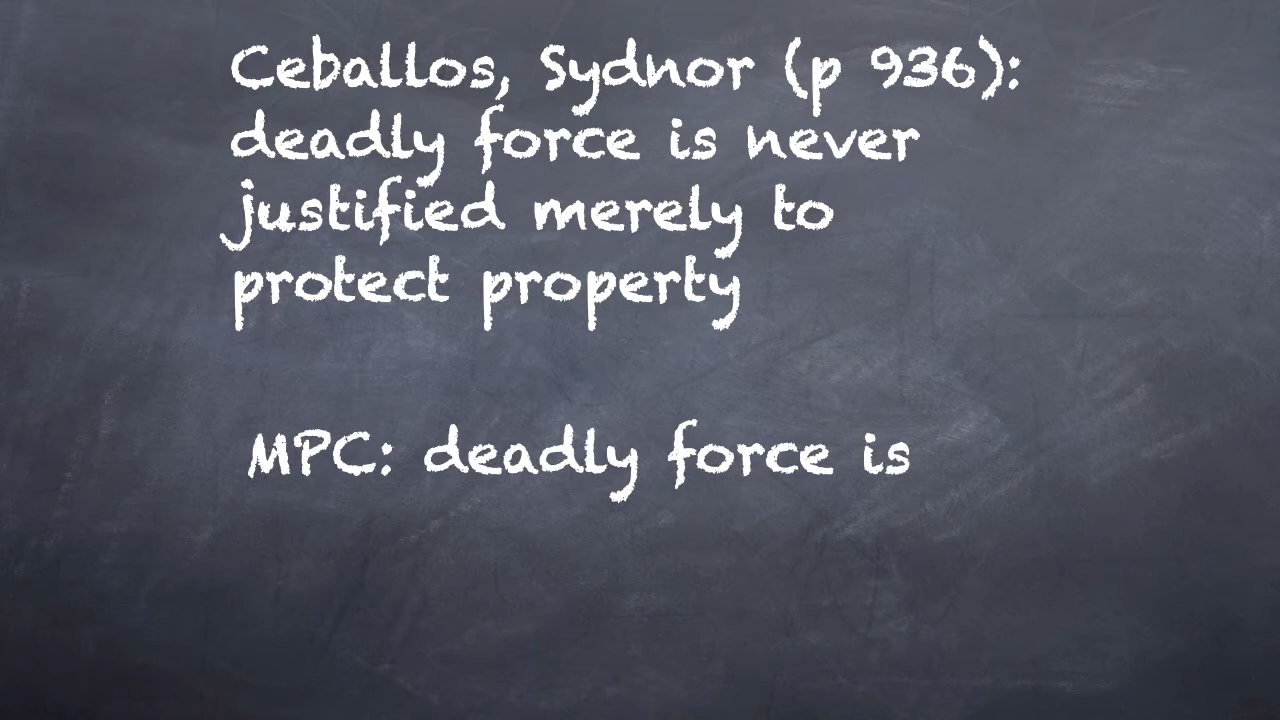 Ceballos, Sydnor (p 936):
deadly force is never
justified merely to
protect property
MPC: deadly force is